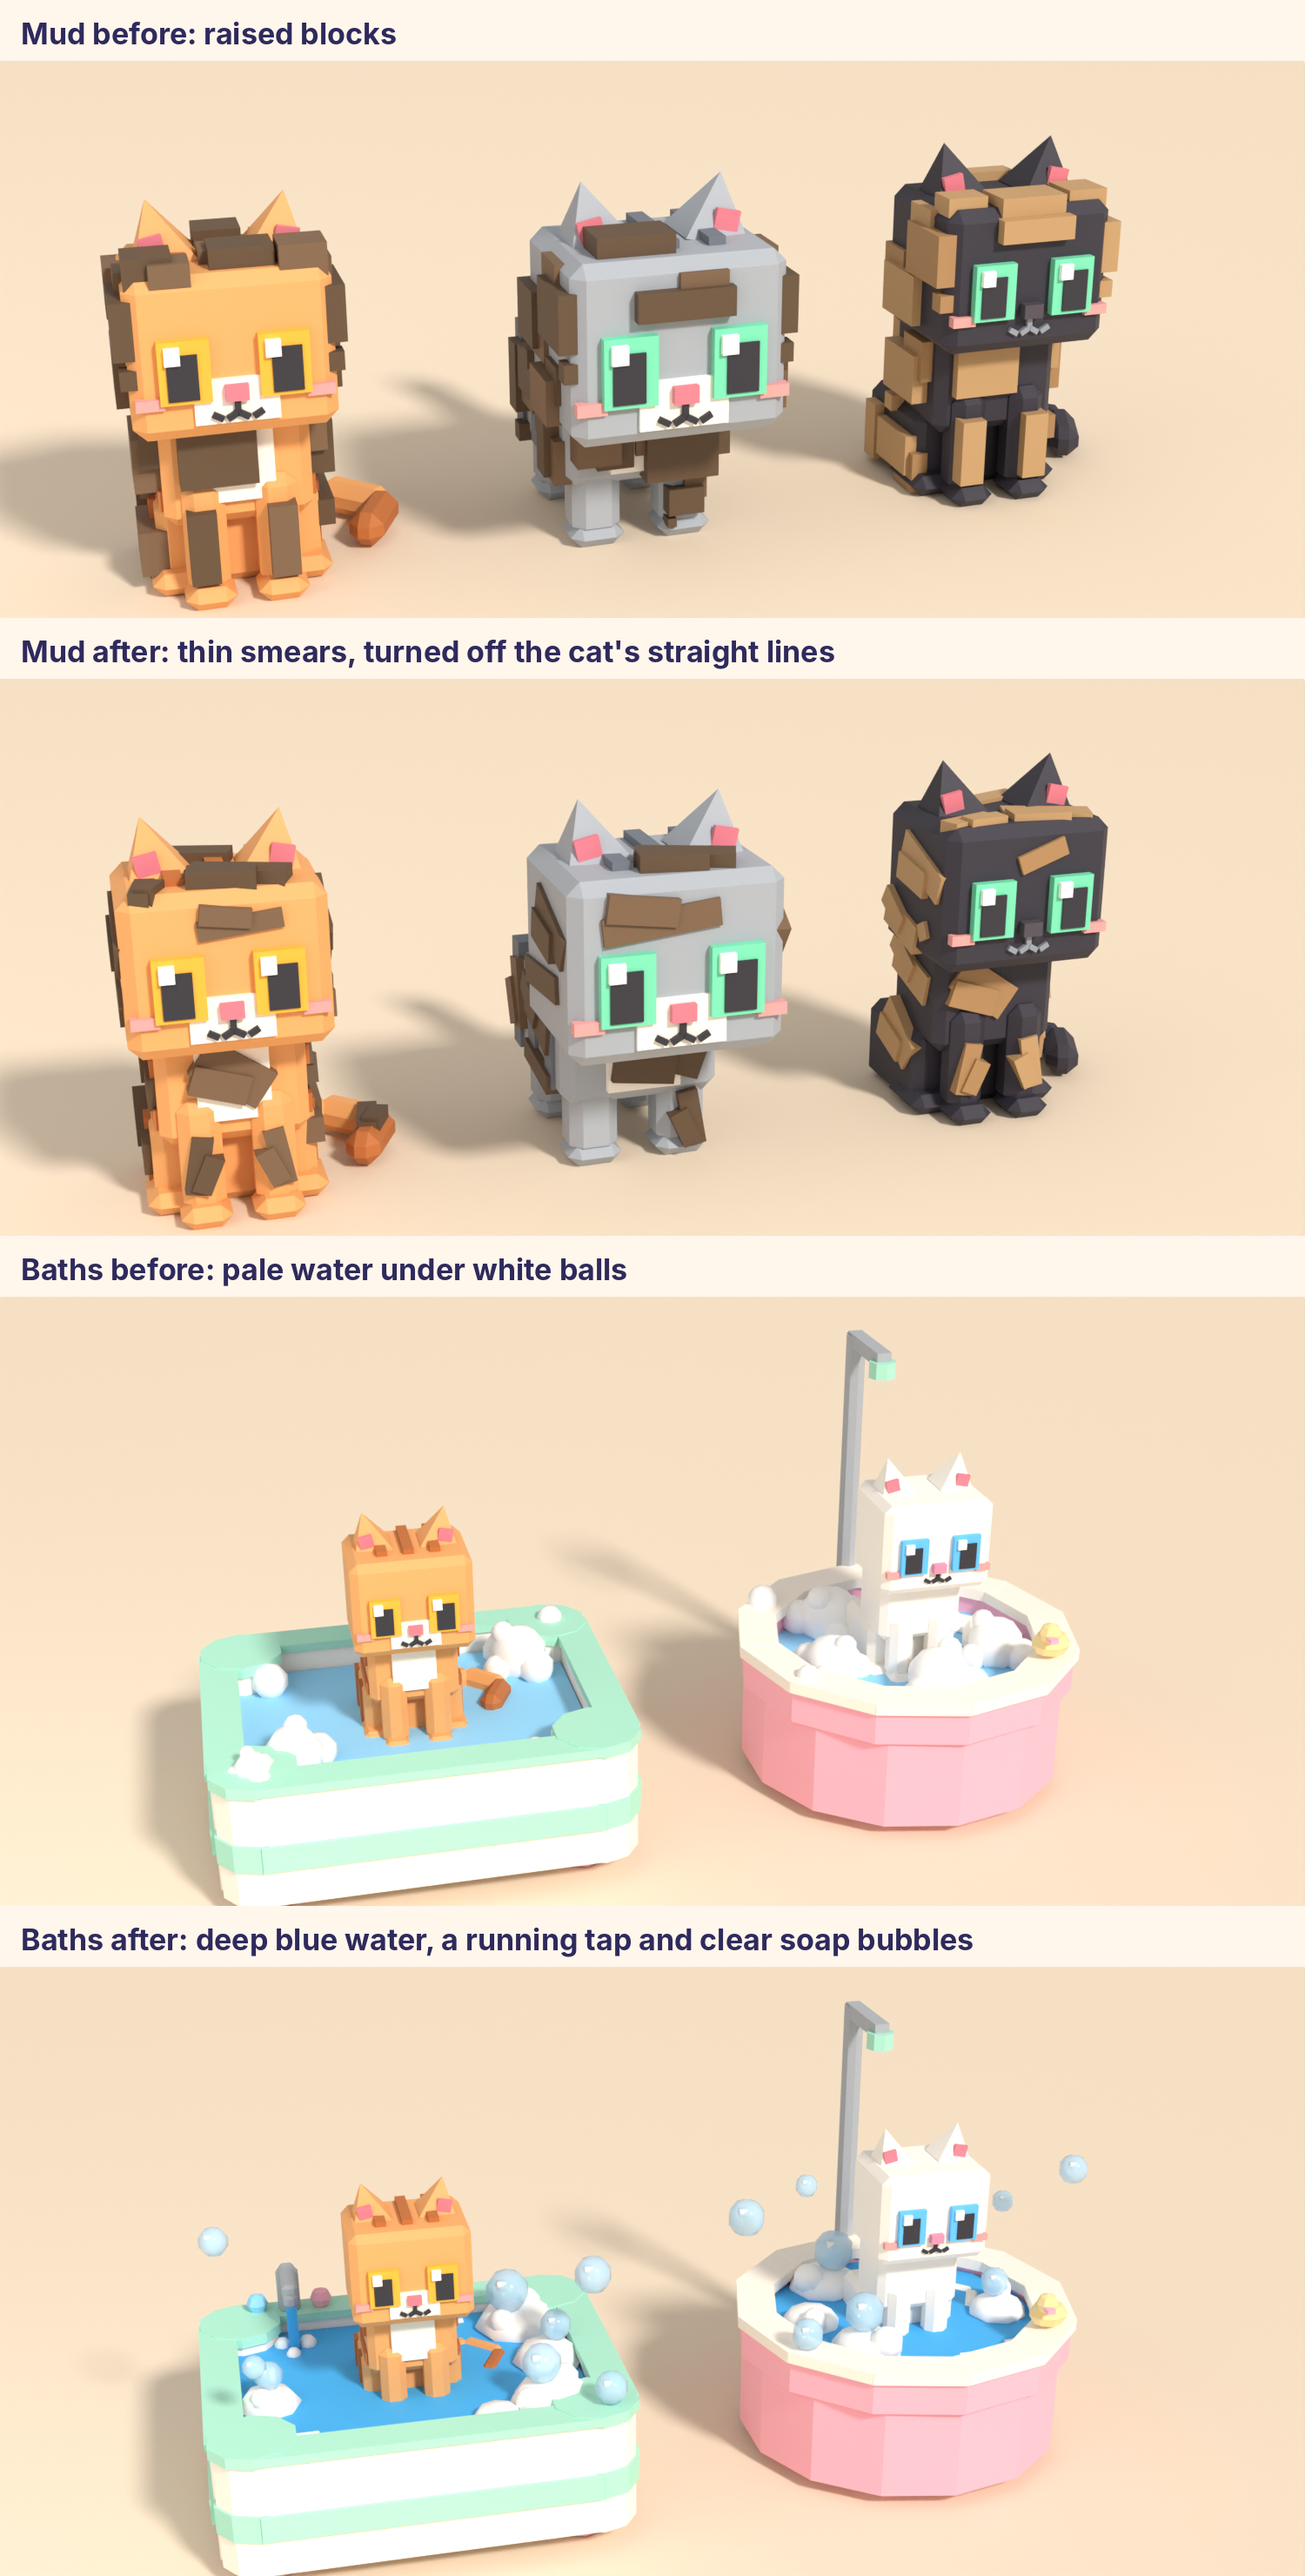 Mud before: raised blocks
Mud after: thin smears, turned off the cat's straight lines
Baths before: pale water under white balls
Baths after: deep blue water, a running tap and clear soap bubbles